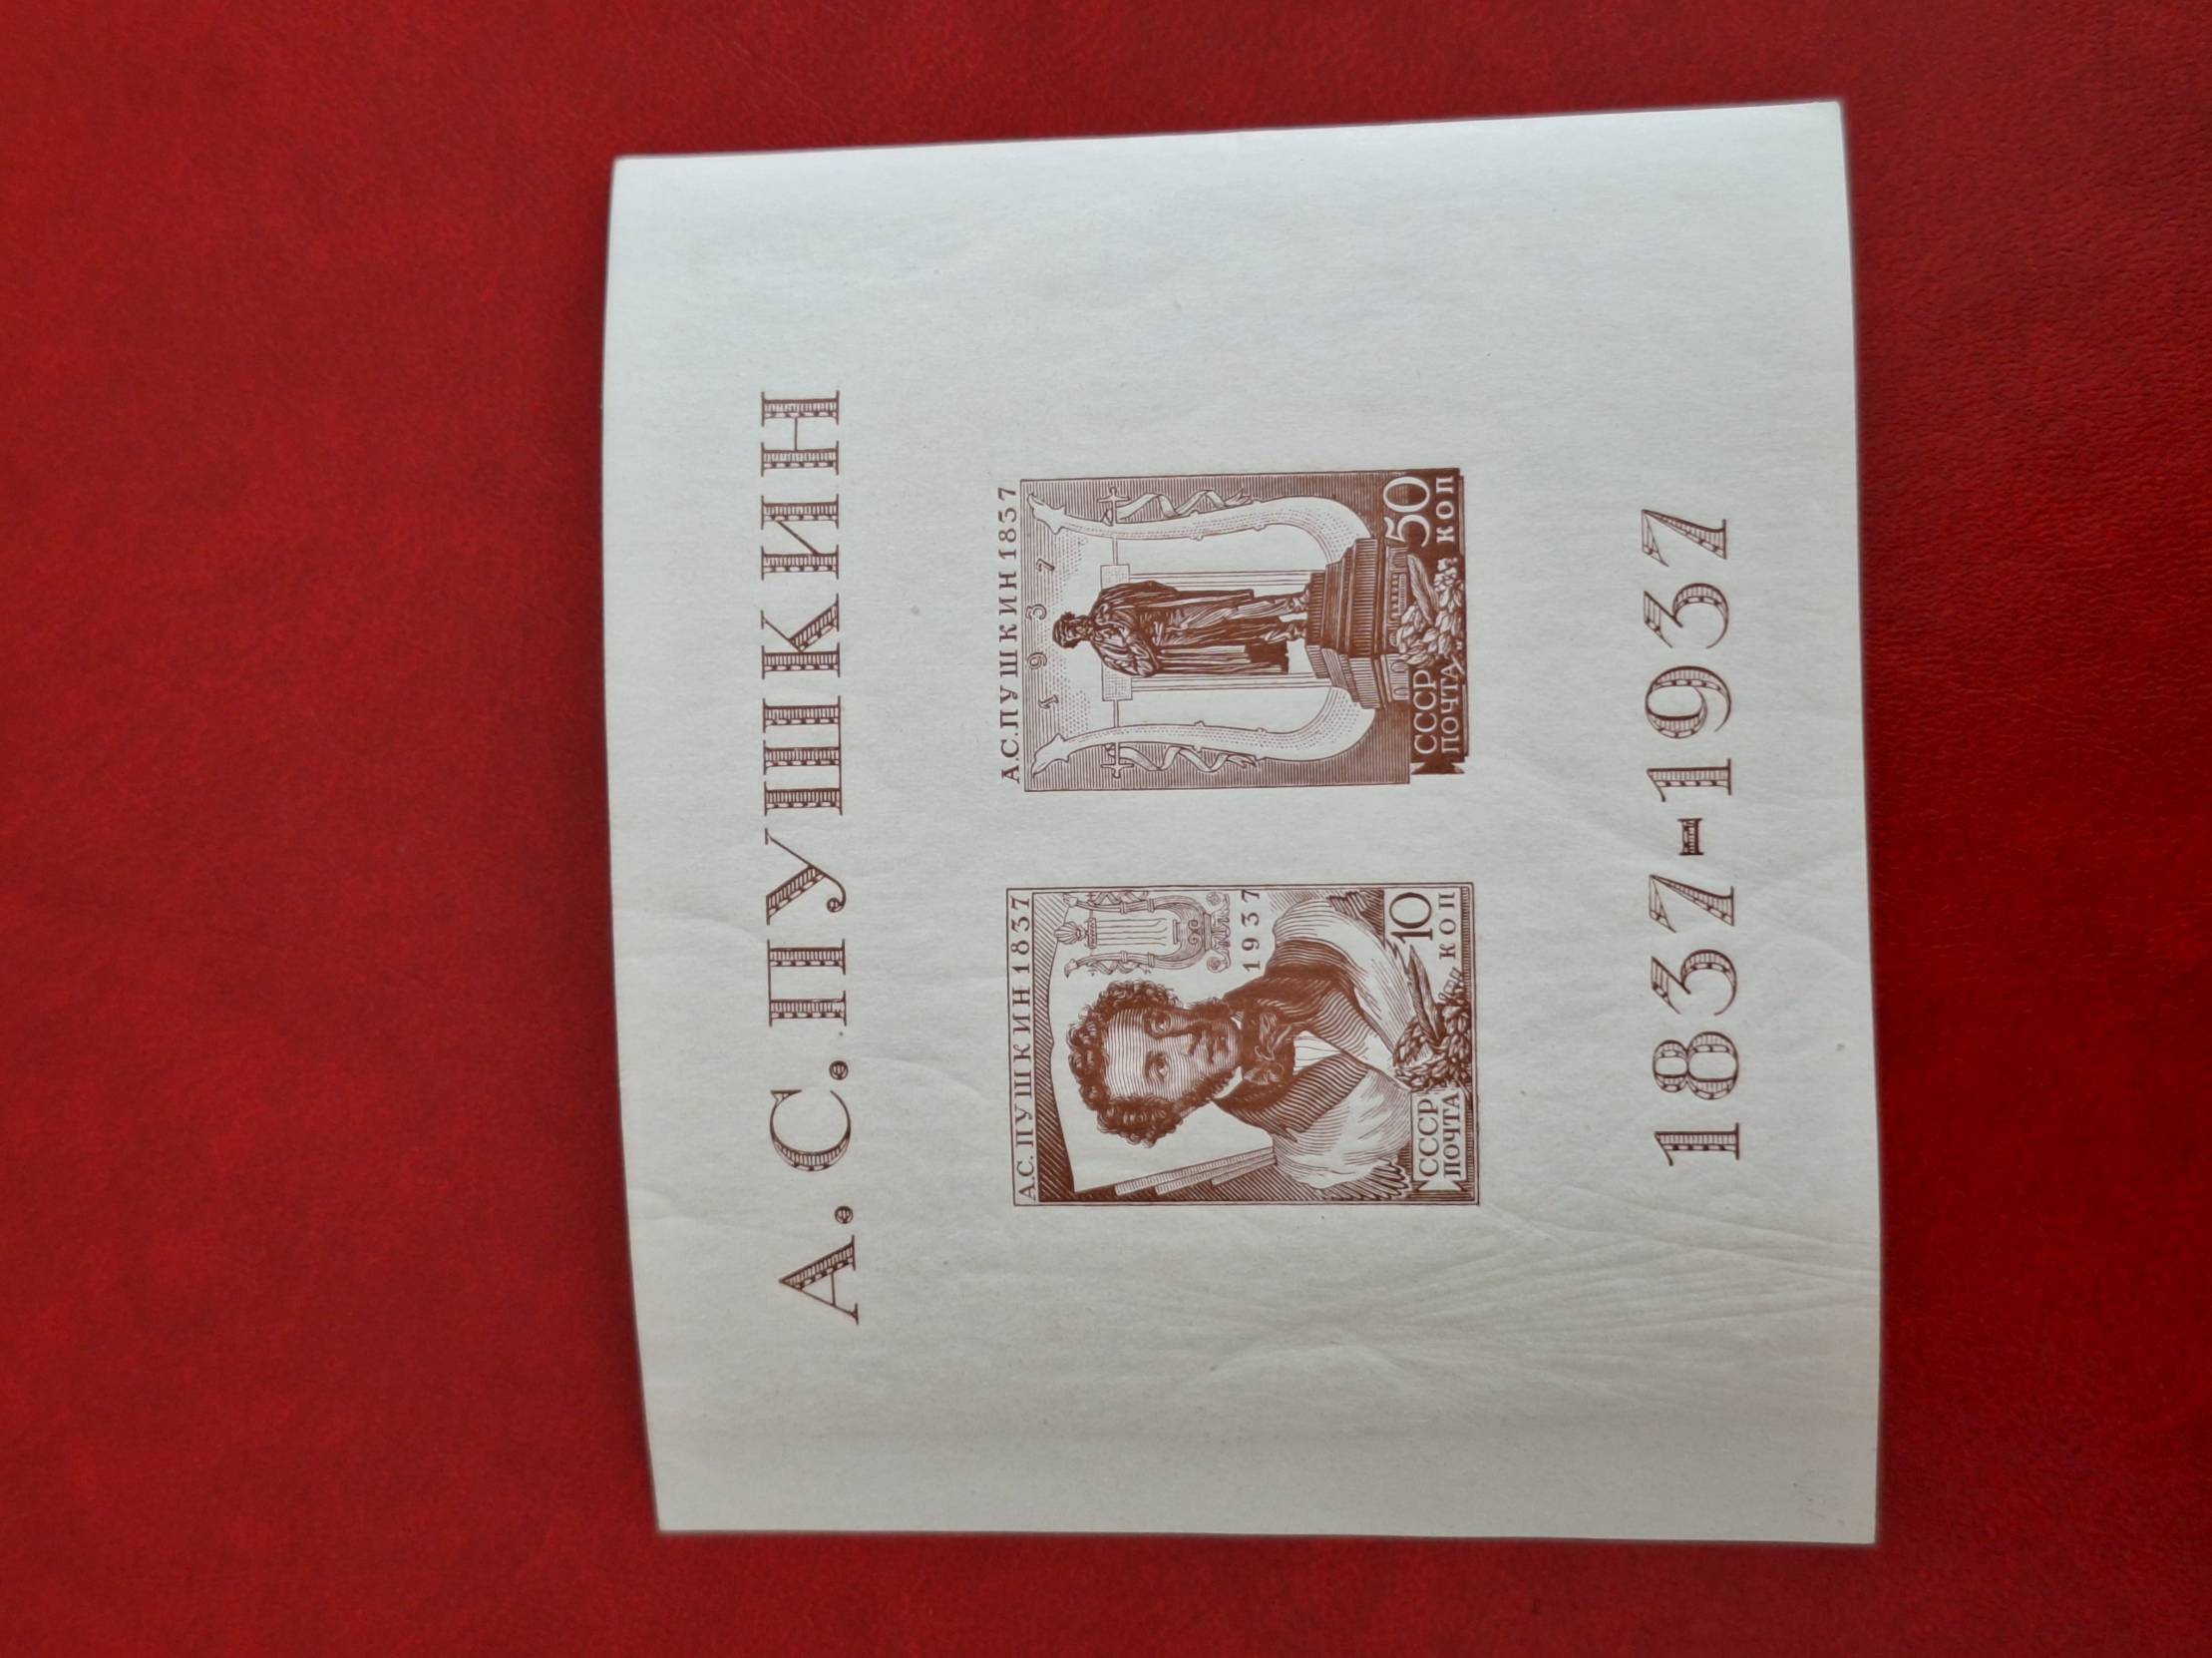 А. С. ПУШКИН
А.С. ПУШКИН 1837
1937
СССР
ПОЧТА
10
КОП
А.С. ПУШКИН 1837
1937
СССР
ПОЧТА
50
КОП
1837-1937